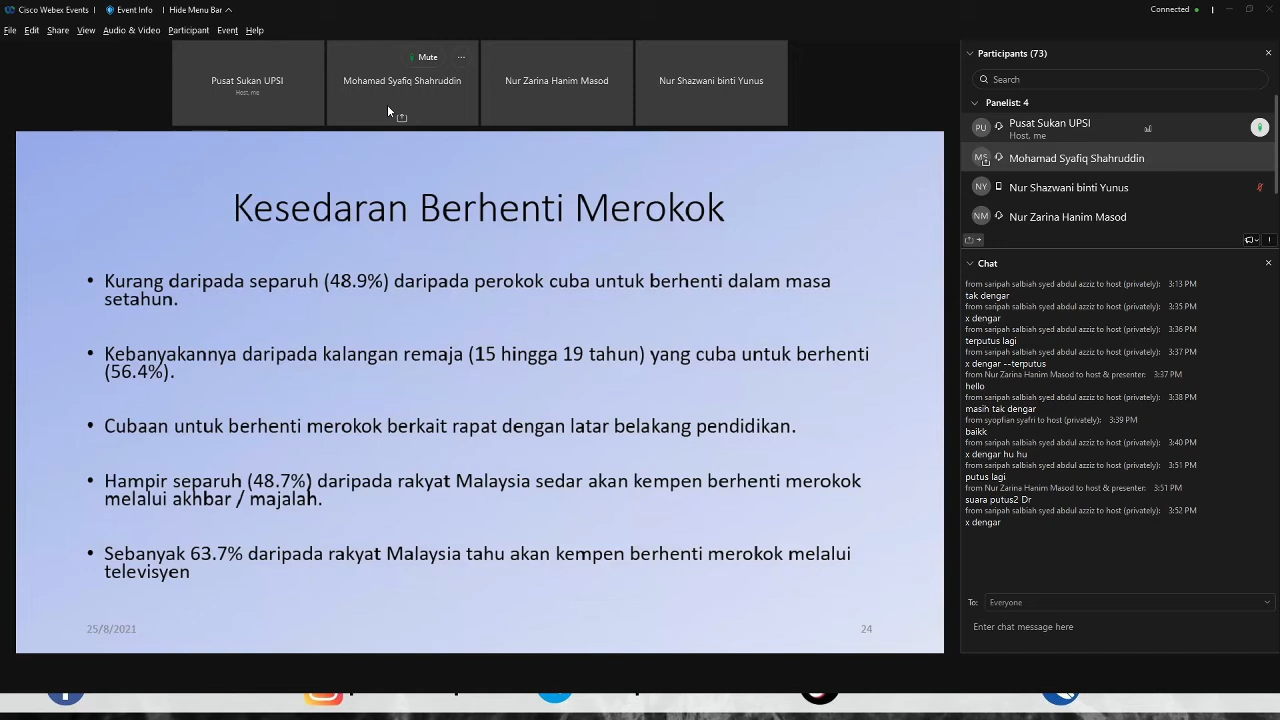 Cisco Webex Events
Event Info
Hide Menu Bar
Connected
File Edit Share View Audio & Video Participant Event Help
Pusat Sukan UPSI
Host, me
Mute
Mohamad Syafiq Shahruddin
Nur Zarina Hanim Masod
Nur Shazwani binti Yunus
Kesedaran Berhenti Merokok
• Kurang daripada separuh (48.9%) daripada perokok cuba untuk berhenti dalam masa
setahun.
• Kebanyakannya daripada kalangan remaja (15 hingga 19 tahun) yang cuba untuk berhenti
(56.4%).
• Cubaan untuk berhenti merokok berkait rapat dengan latar belakang pendidikan.
• Hampir separuh (48.7%) daripada rakyat Malaysia sedar akan kempen berhenti merokok
melalui akhbar / majalah.
• Sebanyak 63.7% daripada rakyat Malaysia tahu akan kempen berhenti merokok melalui
televisyen
25/8/2021
24
Participants (73)
Search
Panelist: 4
PU
Pusat Sukan UPSI
Host, me
MS
Mohamad Syafiq Shahruddin
NY
Nur Shazwani binti Yunus
NM
Nur Zarina Hanim Masod
Chat
from saripah salbiah syed abdul azziz to host (privately): 3:13 PM
tak dengar
from saripah salbiah syed abdul azziz to host (privately): 3:35 PM
x dengar
from saripah salbiah syed abdul azziz to host (privately): 3:36 PM
terputus lagi
from saripah salbiah syed abdul azziz to host (privately): 3:37 PM
x dengar --terputus
from Nur Zarina Hanim Masod to host & presenter: 3:37 PM
hello
from saripah salbiah syed abdul azziz to host (privately): 3:38 PM
masih tak dengar
from syopfian syafri to host (privately): 3:39 PM
baikk
from saripah salbiah syed abdul azziz to host (privately): 3:40 PM
x dengar hu hu
from saripah salbiah syed abdul azziz to host (privately): 3:51 PM
putus lagi
from Nur Zarina Hanim Masod to host & presenter: 3:51 PM
suara putus2 Dr
from saripah salbiah syed abdul azziz to host (privately): 3:52 PM
x dengar
To: Everyone
Enter chat message here